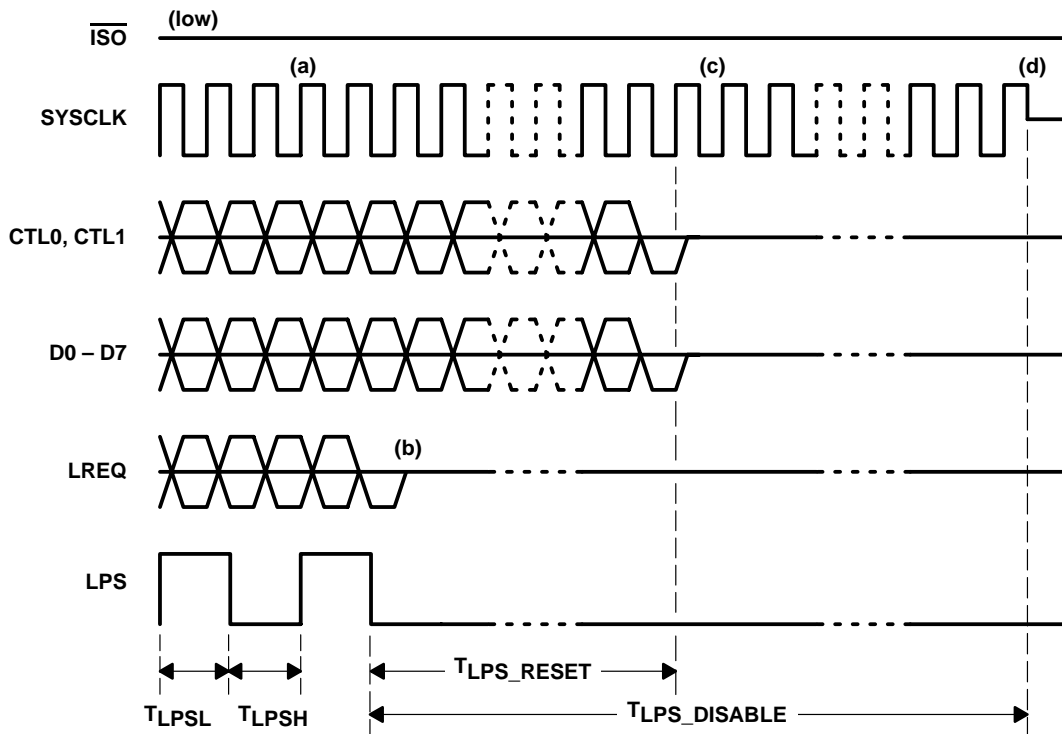 (low)
ISO
(a)
(c)
(d)
SYSCLK
CTL0, CTL1
D0 – D7
(b)
LREQ
LPS
TLPS_RESET
TLPSL
TLPSH
TLPS_DISABLE